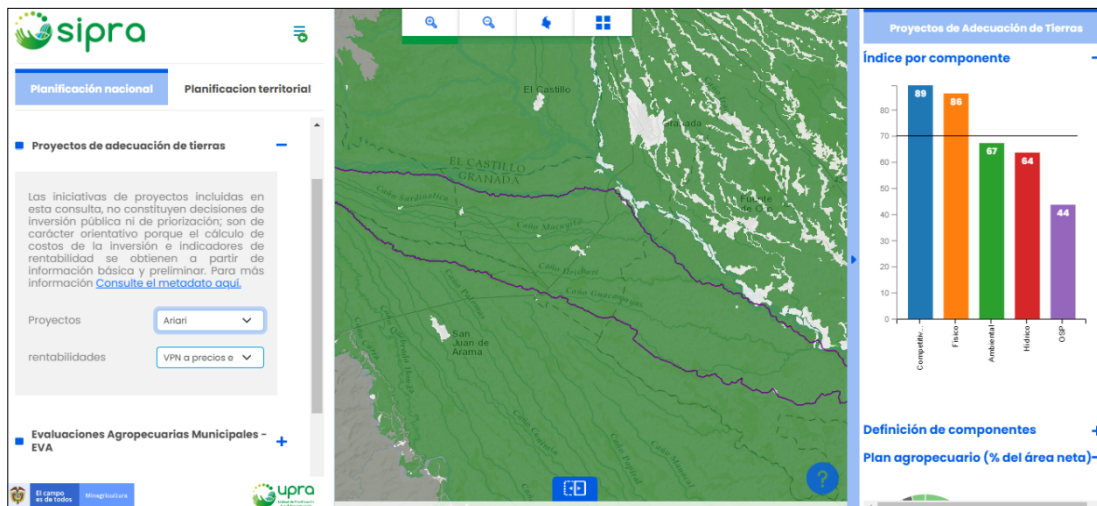 sipra
Planificación nacional
Planificacion territorial
Proyectos de adecuación de tierras
Las iniciativas de proyectos incluidas en
esta consulta, no constituyen decisiones de
inversión pública ni de priorización; son de
carácter orientativo porque el cálculo de
costos de la inversión e indicadores de
rentabilidad se obtienen a partir de
información básica y preliminar. Para más
información Consulte el metadato aquí.
Proyectos
Ariari
rentabilidades
VPN a precios e
Evaluaciones Agropecuarias Municipales -
EVA
El campo
es de todos
Minagricultura
upra
El Castillo
Granada
EL CASTILLO
GRANADA
Caño Sardinata
Fuente
de Oro
San
Juan de
Arama
?
Proyectos de Adecuación de Tierras
Índice por componente
89
86
67
64
44
80
70
60
50
40
30
20
10
0
Competitiv...
Físico
Ambiental
Hídrico
OSP
Definición de componentes
Plan agropecuario (% del área neta)